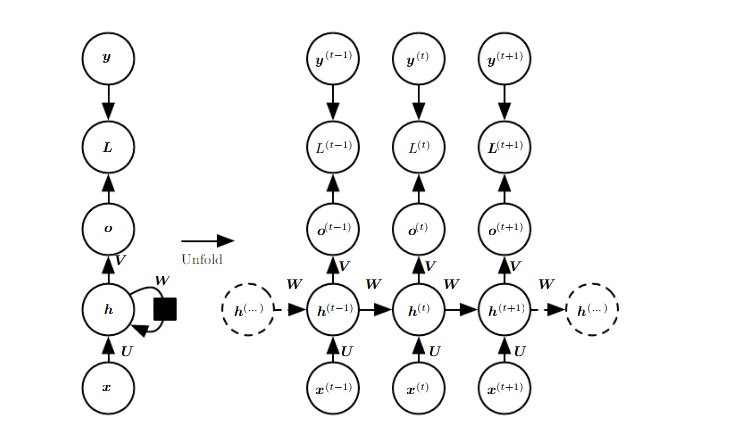 y y^(t−1) y^(t) y^(t+1)
L L^(t−1) L^(t) L^(t+1)
o o^(t−1) o^(t) o^(t+1)
Unfold
V V V V
W W W W W
h h^(...) h^(t−1) h^(t) h^(t+1) h^(...)
U U U U
x x^(t−1) x^(t) x^(t+1)